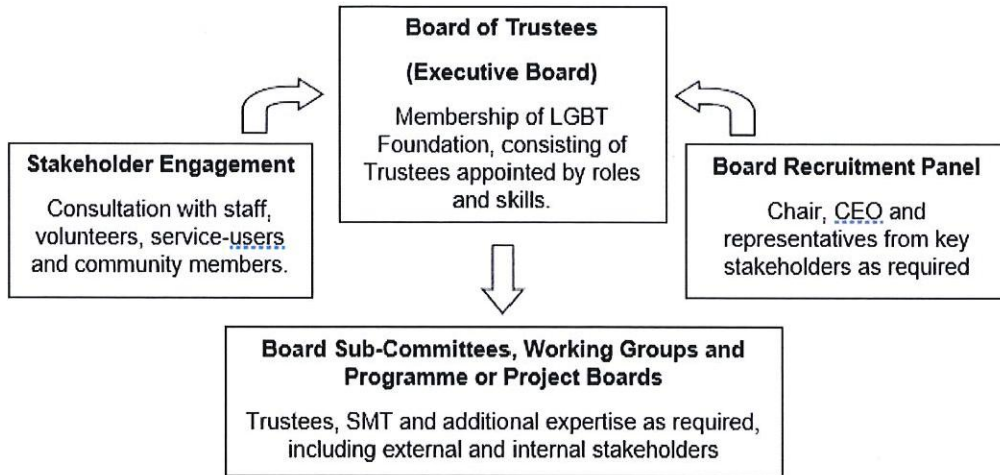 Board of Trustees
(Executive Board)
Membership of LGBT
Foundation, consisting of
Trustees appointed by roles
and skills.
Stakeholder Engagement
Consultation with staff,
volunteers, service-users
and community members.
Board Recruitment Panel
Chair, CEO and
representatives from key
stakeholders as required
Board Sub-Committees, Working Groups and
Programme or Project Boards
Trustees, SMT and additional expertise as required,
including external and internal stakeholders